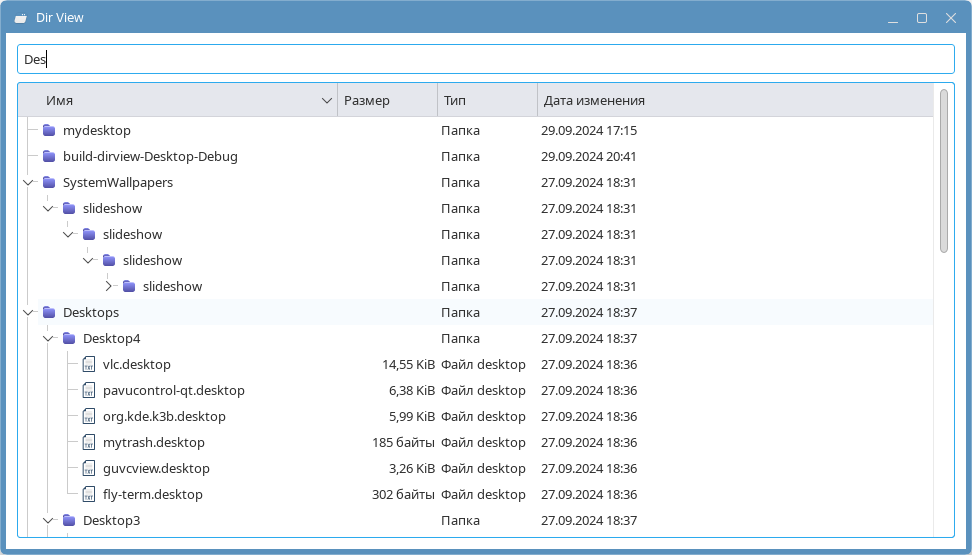 Dir View
Des
Имя Размер Тип Дата изменения
mydesktop Папка 29.09.2024 17:15
build-dirview-Desktop-Debug Папка 29.09.2024 20:41
SystemWallpapers Папка 27.09.2024 18:31
slideshow Папка 27.09.2024 18:31
slideshow Папка 27.09.2024 18:31
slideshow Папка 27.09.2024 18:31
slideshow Папка 27.09.2024 18:31
Desktops Папка 27.09.2024 18:37
Desktop4 Папка 27.09.2024 18:37
vlc.desktop 14,55 KiB Файл desktop 27.09.2024 18:36
pavucontrol-qt.desktop 6,38 KiB Файл desktop 27.09.2024 18:36
org.kde.k3b.desktop 5,99 KiB Файл desktop 27.09.2024 18:36
mytrash.desktop 185 байты Файл desktop 27.09.2024 18:36
guvcview.desktop 3,26 KiB Файл desktop 27.09.2024 18:36
fly-term.desktop 302 байты Файл desktop 27.09.2024 18:36
Desktop3 Папка 27.09.2024 18:37